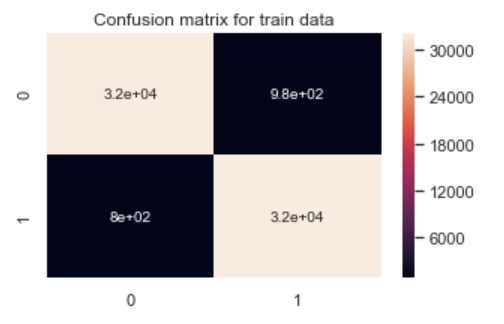 Confusion matrix for train data
0
3.2e+04
9.8e+02
1
8e+02
3.2e+04
0
1
30000
24000
18000
12000
6000